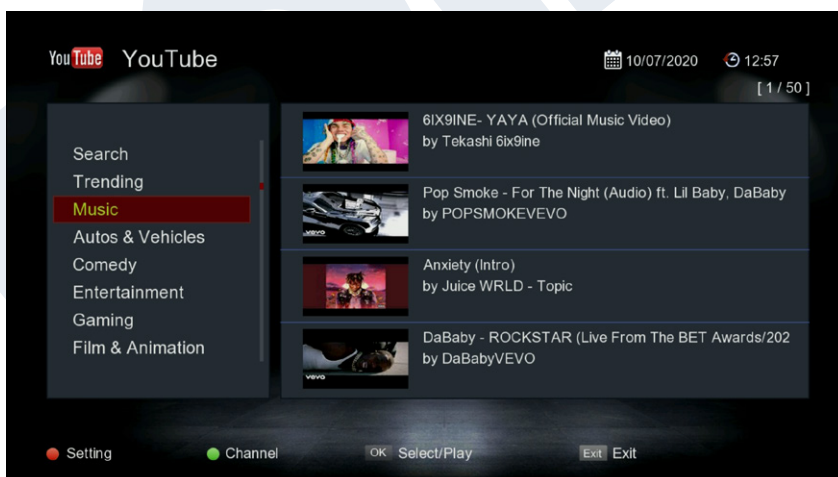 YouTube YouTube
10/07/2020 12:57
[ 1 / 50 ]
Search
Trending
Music
Autos & Vehicles
Comedy
Entertainment
Gaming
Film & Animation
6IX9INE- YAYA (Official Music Video)
by Tekashi 6ix9ine
vevo
Pop Smoke - For The Night (Audio) ft. Lil Baby, DaBaby
by POPSMOKEVEVO
Anxiety (Intro)
by Juice WRLD - Topic
vevo
DaBaby - ROCKSTAR (Live From The BET Awards/202
by DaBabyVEVO
Setting Channel OK Select/Play Exit Exit